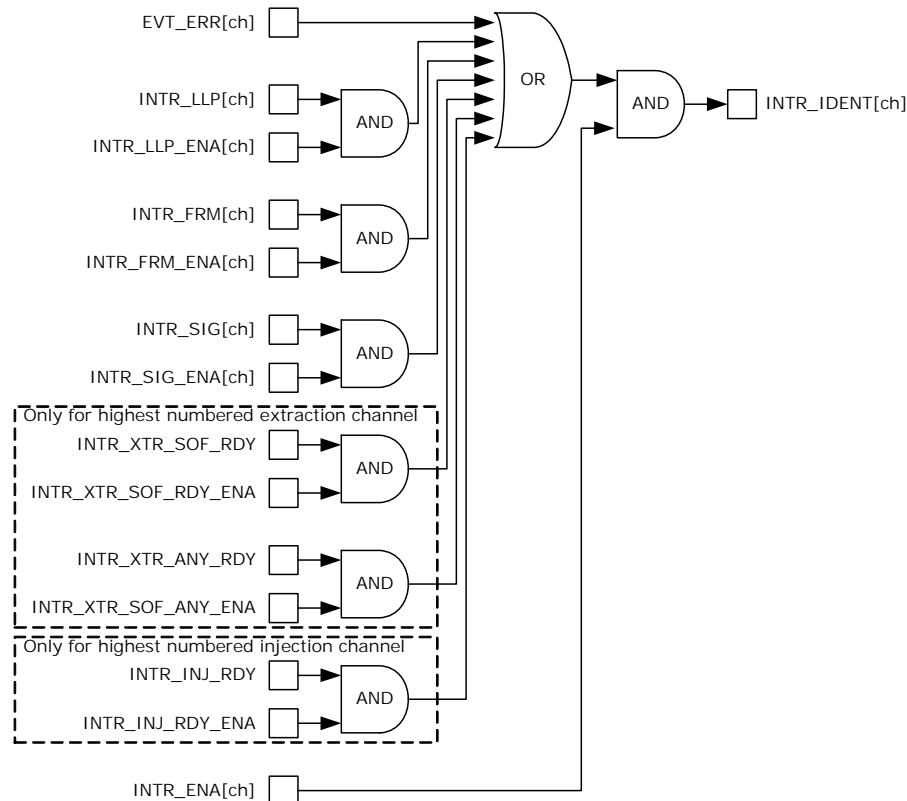 EVT_ERR[ch]
OR
INTR_LLP[ch]
AND
INTR_LLP_ENA[ch]
AND
INTR_IDENT[ch]
INTR_FRM[ch]
AND
INTR_FRM_ENA[ch]
INTR_SIG[ch]
AND
INTR_SIG_ENA[ch]
Only for highest numbered extraction channel
INTR_XTR_SOF_RDY
AND
INTR_XTR_SOF_RDY_ENA
INTR_XTR_ANY_RDY
AND
INTR_XTR_SOF_ANY_ENA
Only for highest numbered injection channel
INTR_INJ_RDY
AND
INTR_INJ_RDY_ENA
INTR_ENA[ch]